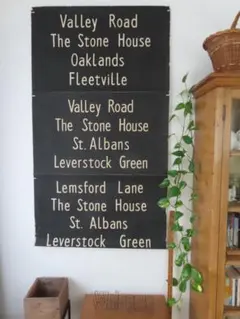 Valley Road
The Stone House
Oaklands
Fleetville
Valley Road
The Stone House
St. Albans
Leverstock Green
Lemsford Lane
The Stone House
St. Albans
Leverstock Green